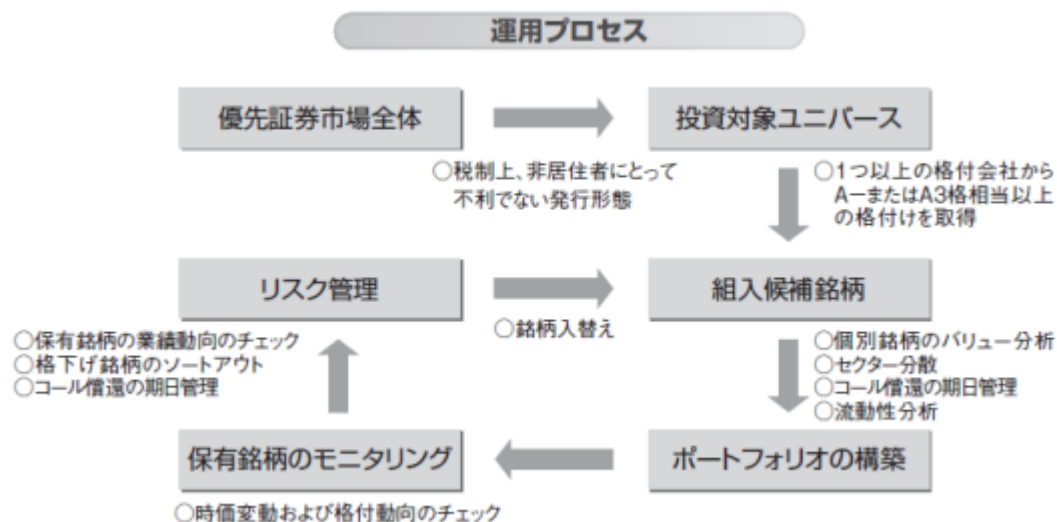 運用プロセス
優先証券市場全体
投資対象ユニバース
○税制上、非居住者にとって
不利でない発行形態
○1つ以上の格付会社から
AーまたはA3格相当以上
の格付けを取得
リスク管理
組入候補銘柄
○保有銘柄の業績動向のチェック
○格下げ銘柄のソートアウト
○コール償還の期日管理
○銘柄入替え
○個別銘柄のバリュー分析
○セクター分散
○コール償還の期日管理
○流動性分析
保有銘柄のモニタリング
ポートフォリオの構築
○時価変動および格付動向のチェック